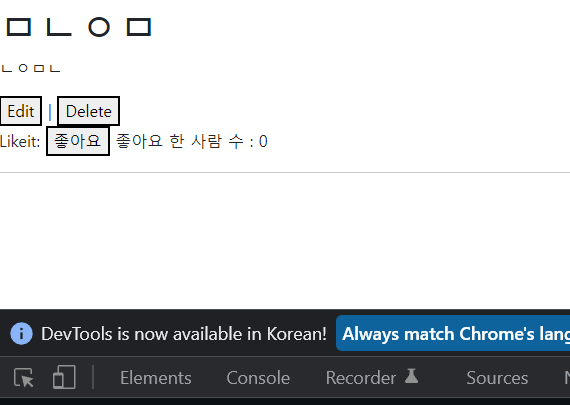 ㅁㄴㅇㅁ
ㄴㅇㅁㄴ
Edit | Delete
Likeit: 좋아요 좋아요 한 사람 수 : 0
DevTools is now available in Korean! Always match Chrome's lang
Elements Console Recorder Sources